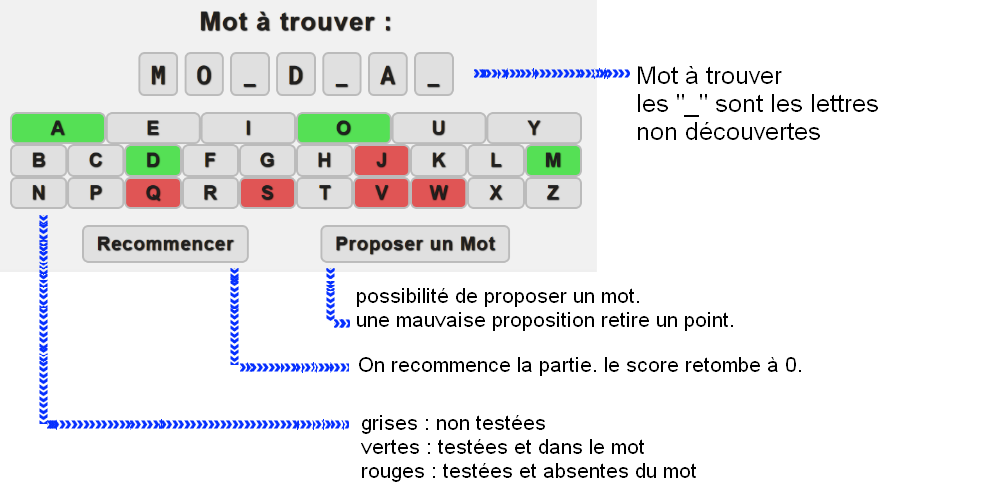 Mot à trouver :
M O _ D _ A _
Mot à trouver
les "_" sont les lettres
non découvertes
A E I O U Y
B C D F G H J K L M
N P Q R S T V W X Z
Recommencer Proposer un Mot
possibilité de proposer un mot.
une mauvaise proposition retire un point.
On recommence la partie. le score retombe à 0.
grises : non testées
vertes : testées et dans le mot
rouges : testées et absentes du mot